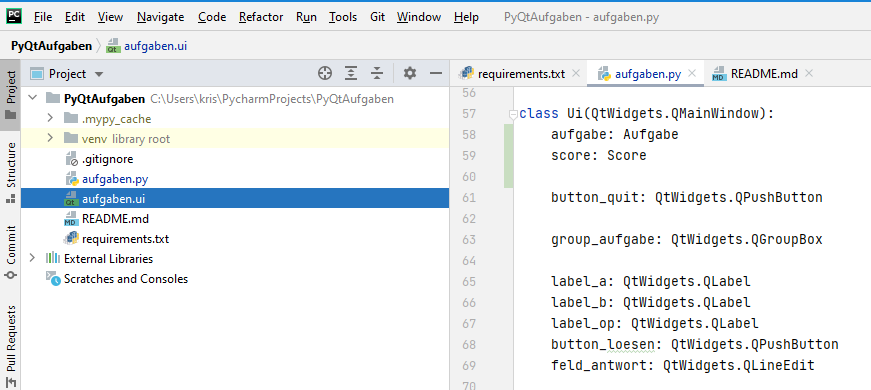 PC File Edit View Navigate Code Refactor Run Tools Git Window Help PyQtAufgaben - aufgaben.py
PyQtAufgaben aufgaben.ui
Project
PyQtAufgaben C:\Users\kris\PycharmProjects\PyQtAufgaben
.mypy_cache
venv library root
.gitignore
aufgaben.py
aufgaben.ui
README.md
requirements.txt
External Libraries
Scratches and Consoles
Project
Structure
Commit
Pull Requests
requirements.txt aufgaben.py README.md
56
57 class Ui(QtWidgets.QMainWindow):
58 aufgabe: Aufgabe
59 score: Score
60
61 button_quit: QtWidgets.QPushButton
62
63 group_aufgabe: QtWidgets.QGroupBox
64
65 label_a: QtWidgets.QLabel
66 label_b: QtWidgets.QLabel
67 label_op: QtWidgets.QLabel
68 button_loesen: QtWidgets.QPushButton
69 feld_antwort: QtWidgets.QLineEdit
70